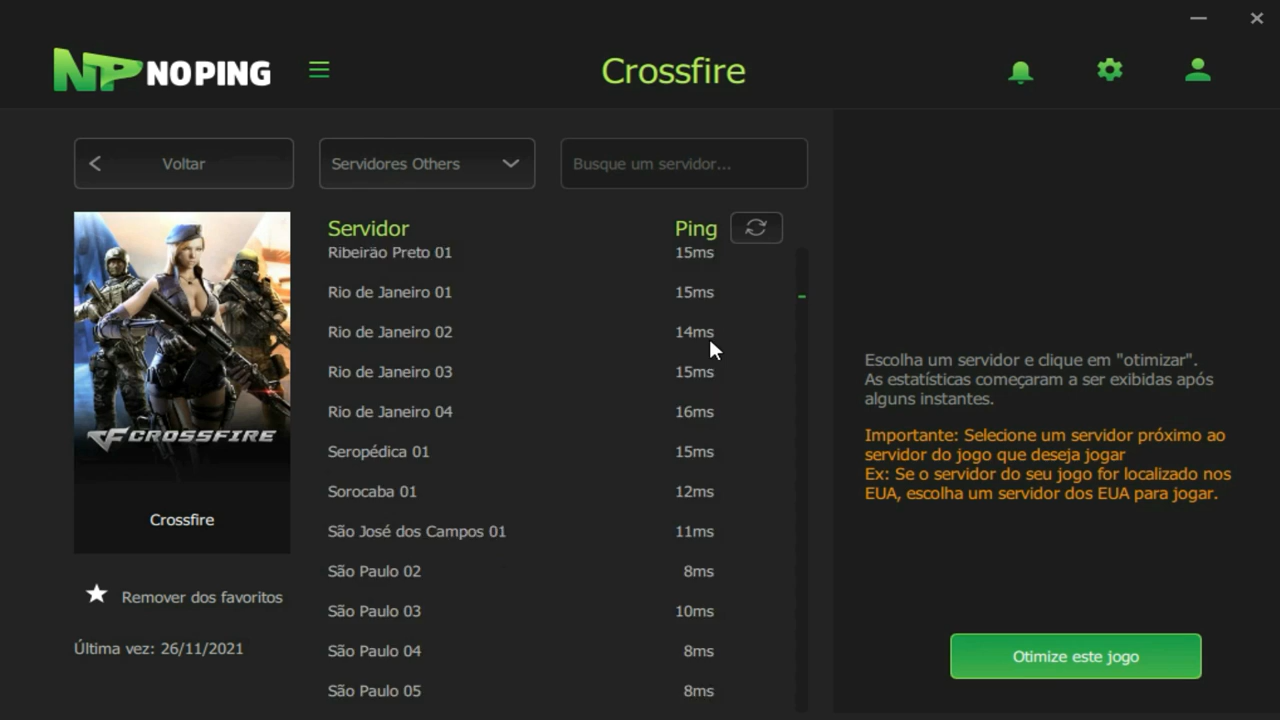 NP NOPING
Crossfire
Voltar
Servidores Others
Busque um servidor...
Servidor Ping
Ribeirão Preto 01 15ms
Rio de Janeiro 01 15ms
Rio de Janeiro 02 14ms
Rio de Janeiro 03 15ms
Rio de Janeiro 04 16ms
Seropédica 01 15ms
Sorocaba 01 12ms
São José dos Campos 01 11ms
São Paulo 02 8ms
São Paulo 03 10ms
São Paulo 04 8ms
São Paulo 05 8ms
CF CROSSFIRE
Crossfire
Remover dos favoritos
Última vez: 26/11/2021
Escolha um servidor e clique em "otimizar".
As estatísticas começaram a ser exibidas após
alguns instantes.
Importante: Selecione um servidor próximo ao
servidor do jogo que deseja jogar
Ex: Se o servidor do seu jogo for localizado nos
EUA, escolha um servidor dos EUA para jogar.
Otimize este jogo